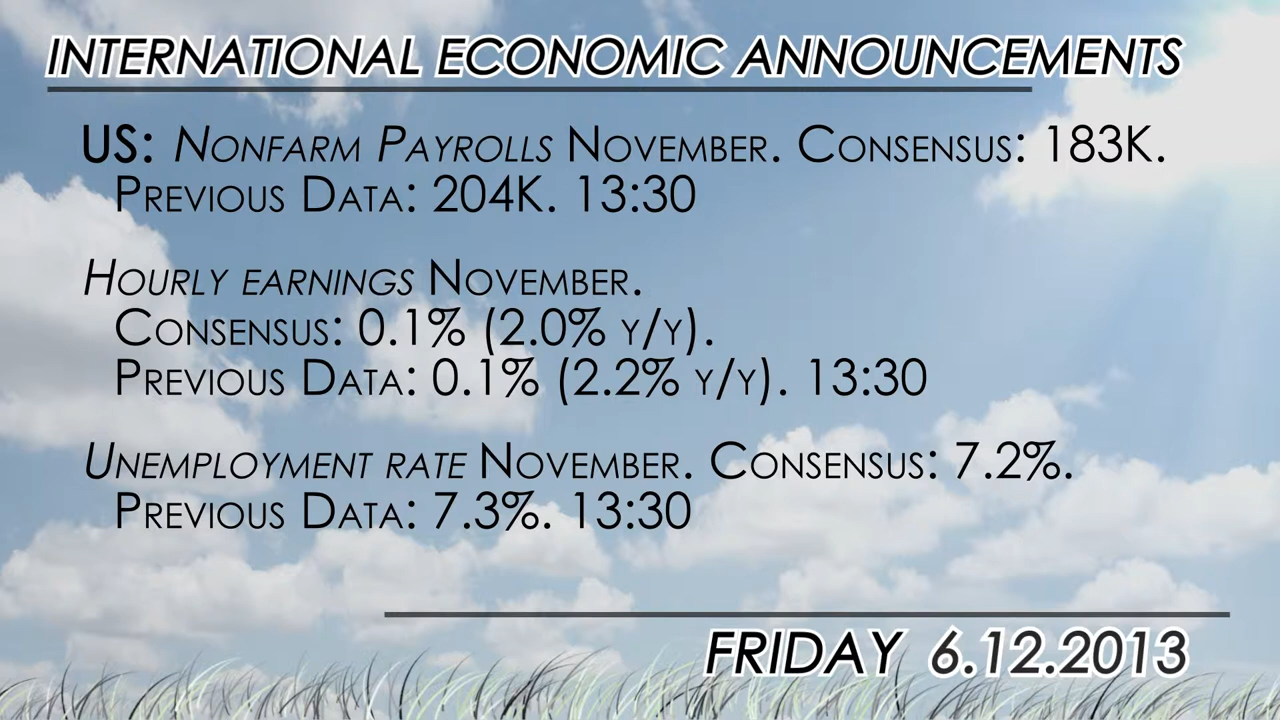 INTERNATIONAL ECONOMIC ANNOUNCEMENTS
US: NONFARM PAYROLLS NOVEMBER. CONSENSUS: 183K.
PREVIOUS DATA: 204K. 13:30
HOURLY EARNINGS NOVEMBER.
CONSENSUS: 0.1% (2.0% Y/Y).
PREVIOUS DATA: 0.1% (2.2% Y/Y). 13:30
UNEMPLOYMENT RATE NOVEMBER. CONSENSUS: 7.2%.
PREVIOUS DATA: 7.3%. 13:30
FRIDAY 6.12.2013